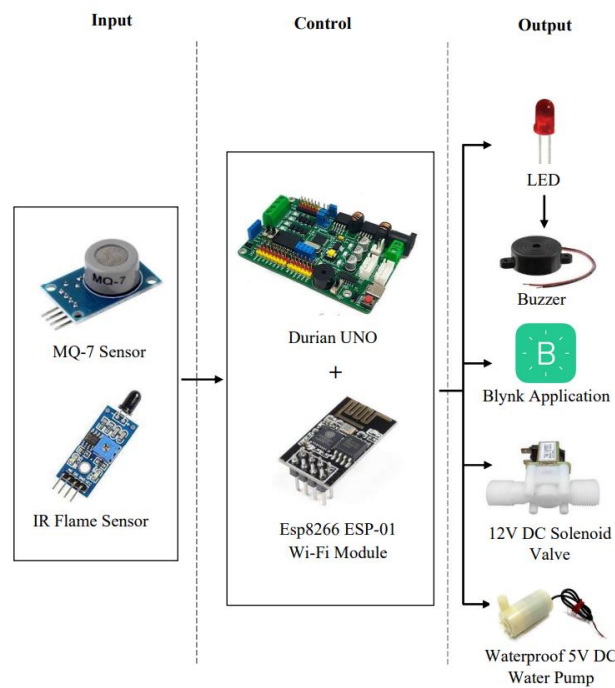 Input
Control
Output
MQ-7
MQ-7 Sensor
IR Flame Sensor
Durian UNO
+
Esp8266 ESP-01
Wi-Fi Module
LED
Buzzer
B
Blynk Application
12V DC Solenoid
Valve
Waterproof 5V DC
Water Pump